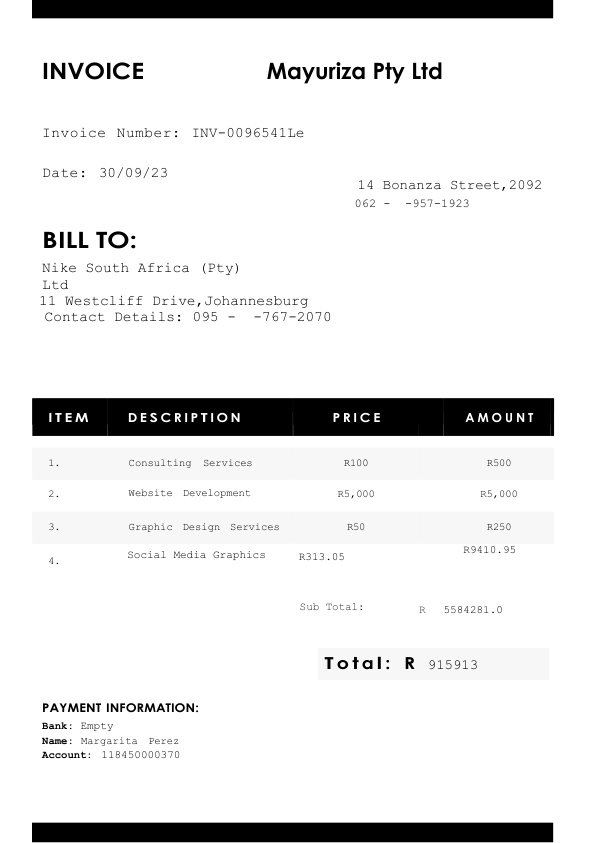 INVOICE Mayuriza Pty Ltd
Invoice Number: INV-0096541Le
Date: 30/09/23
14 Bonanza Street,2092
062 - -957-1923
BILL TO:
Nike South Africa (Pty)
Ltd
11 Westcliff Drive,Johannesburg
Contact Details: 095 - -767-2070
ITEM DESCRIPTION PRICE AMOUNT
1. Consulting Services R100 R500
2. Website Development R5,000 R5,000
3. Graphic Design Services R50 R250
4. Social Media Graphics R313.05 R9410.95
Sub Total: R 5584281.0
Total: R 915913
PAYMENT INFORMATION:
Bank: Empty
Name: Margarita Perez
Account: 118450000370